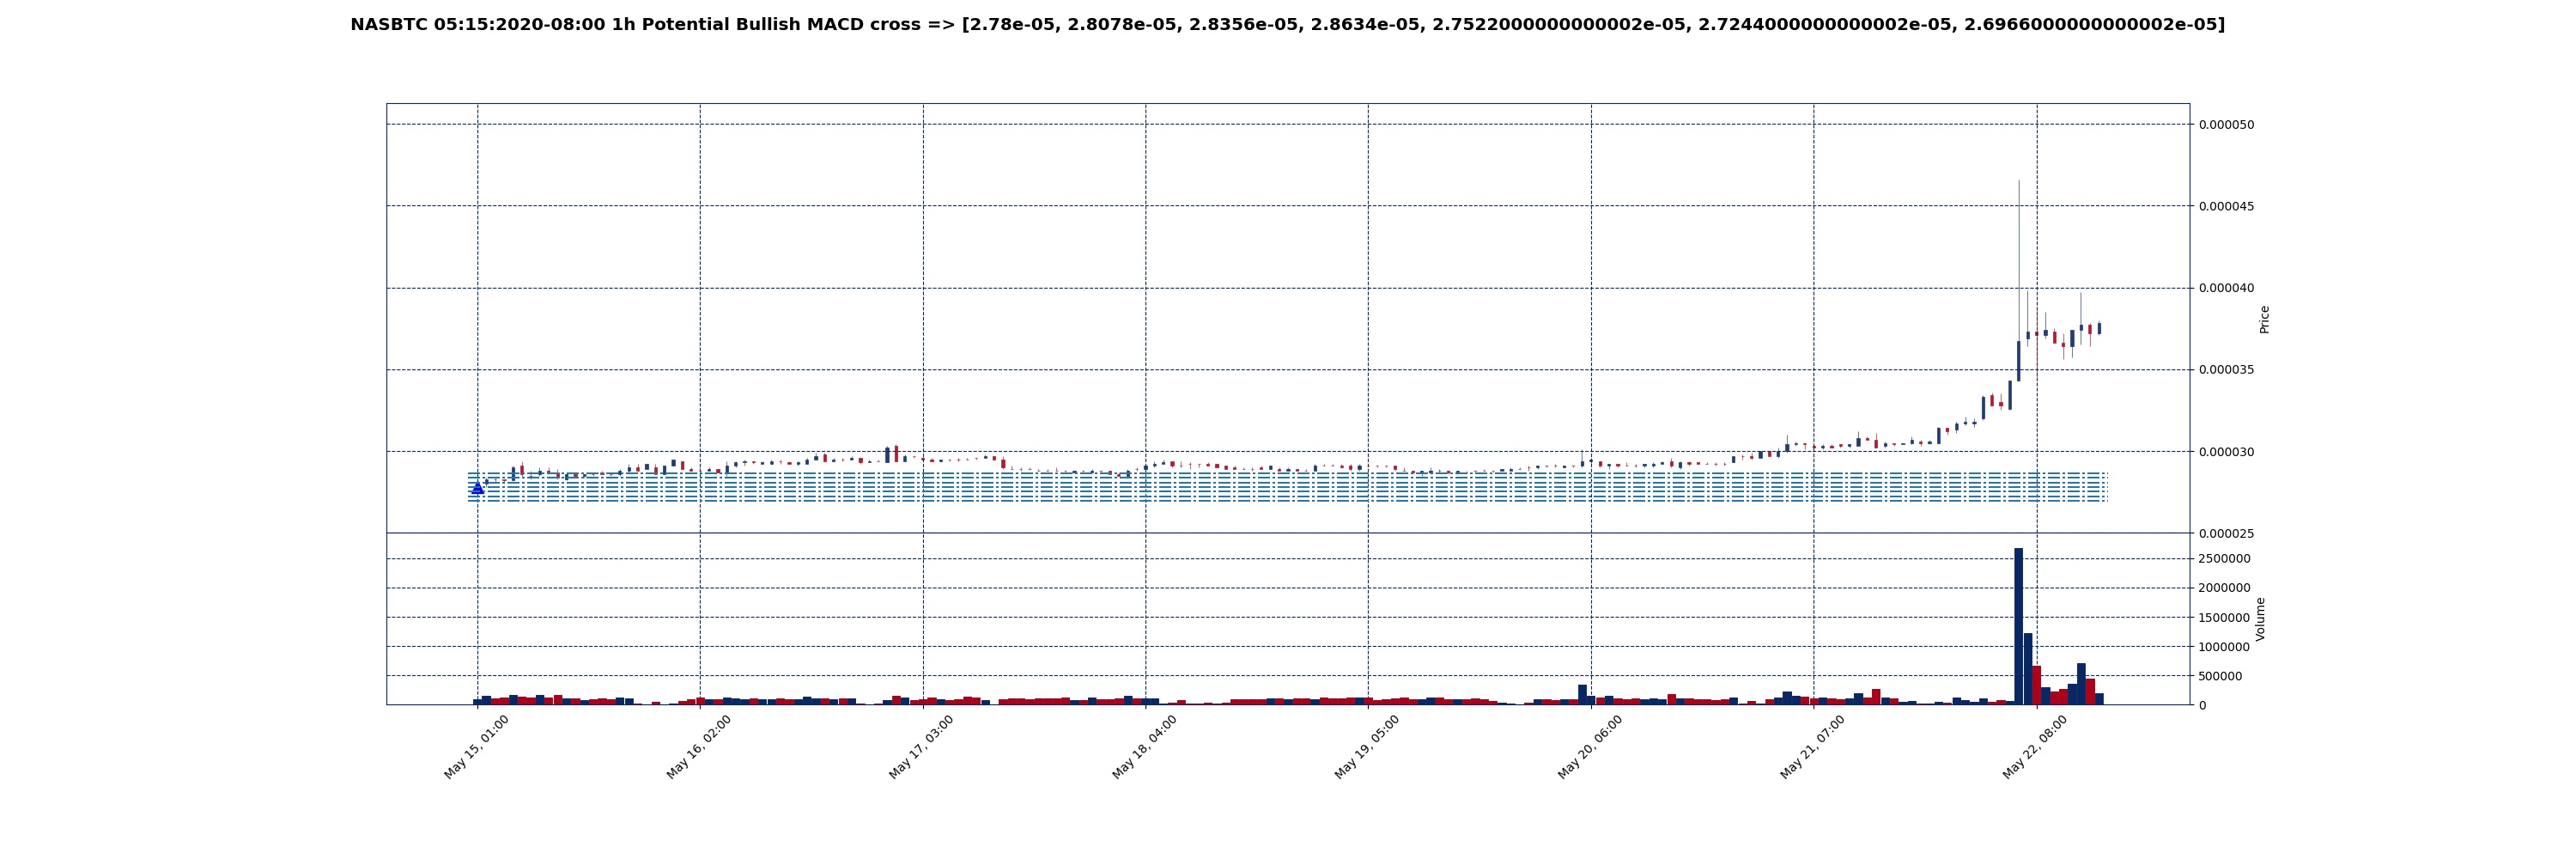 NASBTC 05:15:2020-08:00 1h Potential Bullish MACD cross => [2.78e-05, 2.8078e-05, 2.8356e-05, 2.8634e-05, 2.7522000000000002e-05, 2.7244000000000002e-05, 2.6966000000000002e-05]
0.000050
0.000045
0.000040
Price
0.000035
0.000030
0.000025
2500000
2000000
Volume
1500000
1000000
500000
0
May 15, 01:00
May 16, 02:00
May 17, 03:00
May 18, 04:00
May 19, 05:00
May 20, 06:00
May 21, 07:00
May 22, 08:00